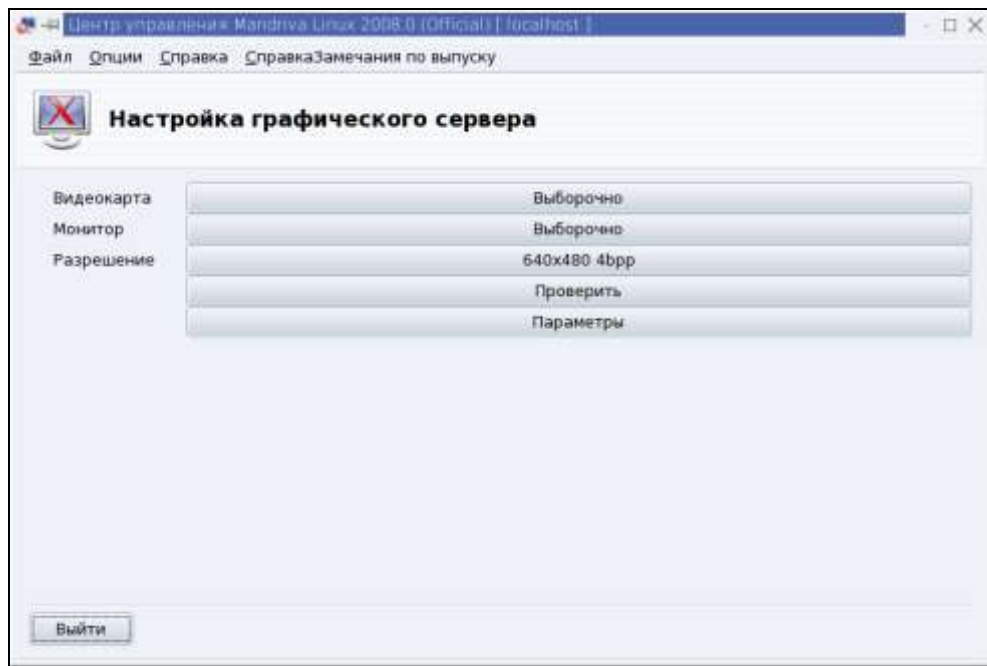 Центр управления Mandriva Linux 2008.0 (Official) [ localhost ]
Файл Опции Справка СправкаЗамечания по выпуску
Настройка графического сервера
Видеокарта Выборочно
Монитор Выборочно
Разрешение 640x480 4bpp
Проверить
Параметры
Выйти